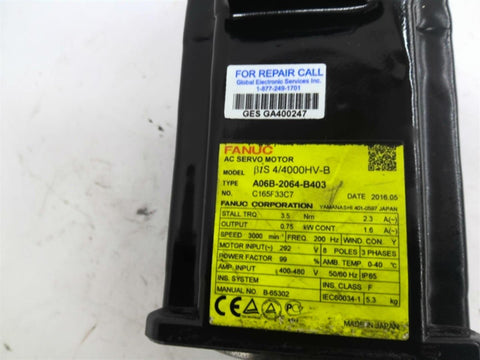 FOR REPAIR CALL
Global Electronic Services Inc.
1-877-249-1701
GES GA400247
FANUC
AC SERVO MOTOR
MODEL βiS 4/4000HV-B
TYPE A06B-2064-B403
NO. C165F33C7 DATE 2016.05
FANUC CORPORATION YAMANASHI 401-0597 JAPAN
STALL TRQ. 3.5 Nm 2.3 A(~)
OUTPUT 0.75 kW CONT. 1.6 A(~)
SPEED 3000 min⁻¹ FREQ. 200 Hz WIND CON. Y
MOTOR INPUT(~) 292 V 8 POLES 3 PHASES
POWER FACTOR 99 % AMB. TEMP. 0-40 °C
AMP. INPUT 400-480 V 50/60 Hz IP65
INS. SYSTEM INS. CLASS F
MANUAL NO. B-65302 IEC60034-1 5.3 kg
CE
MADE IN JAPAN